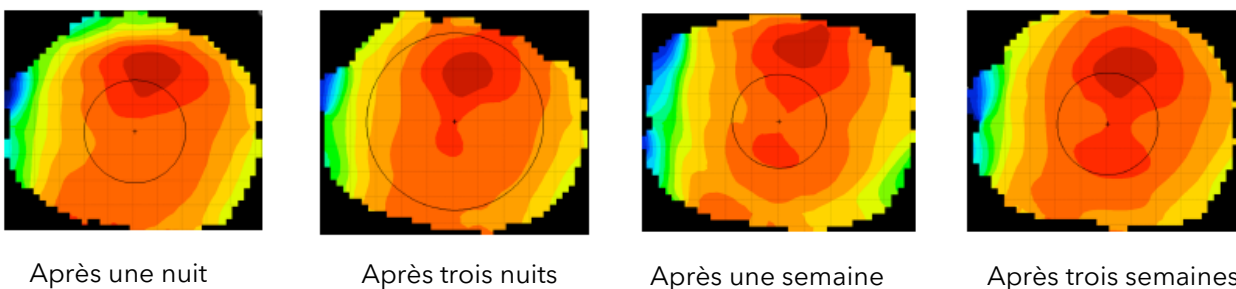 Après une nuit
Après trois nuits
Après une semaine
Après trois semaines